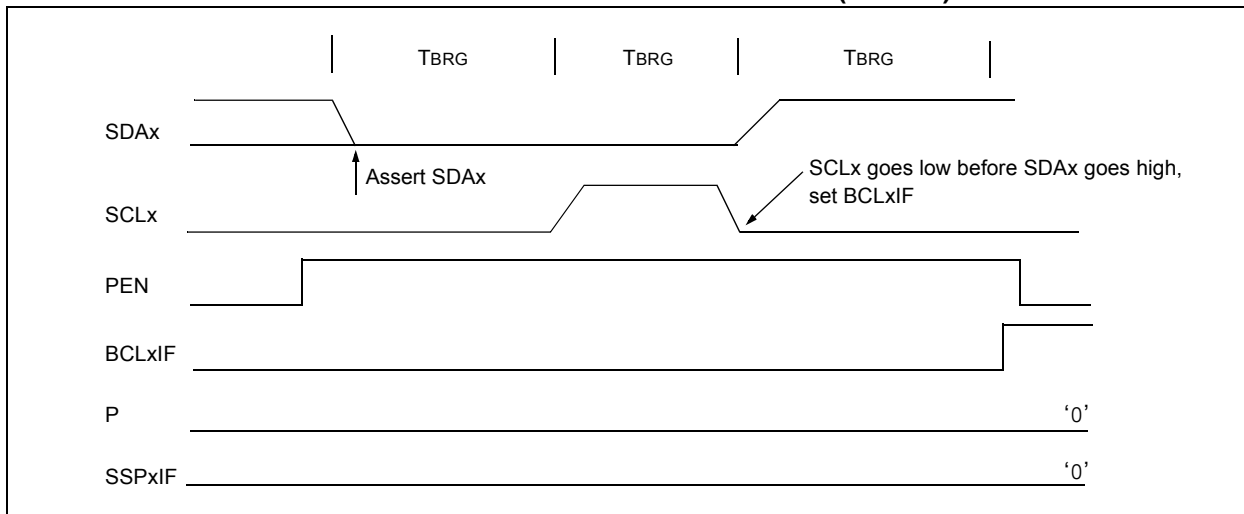 TBRG TBRG TBRG
SDAx
Assert SDAx
SCLx goes low before SDAx goes high,
set BCLxIF
SCLx
PEN
BCLxIF
P '0'
SSPxIF '0'